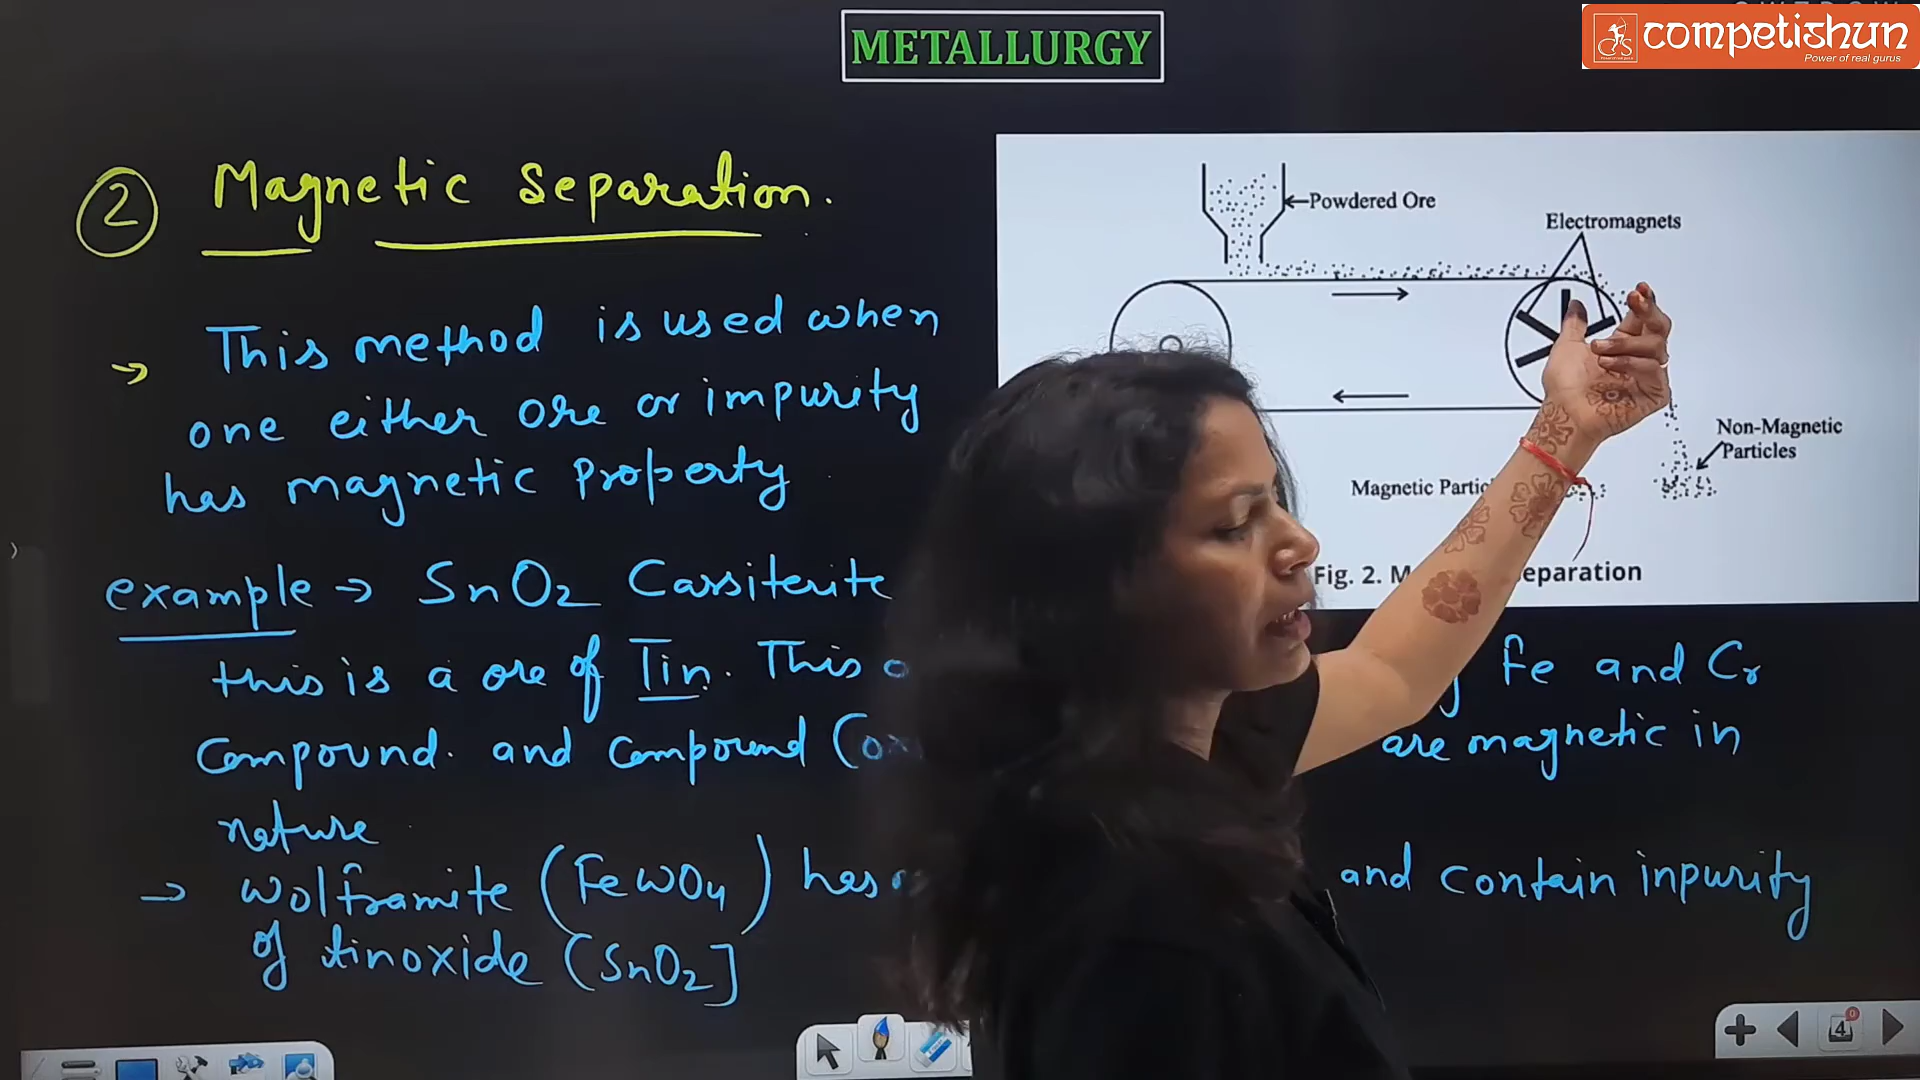 METALLURGY
competishun
Power of real gurus
2 Magnetic Separation.
→ This method is used when
one either ore or impurity
has magnetic property
example → SnO2 Cassiterite
this is a ore of Tin. This
Fe and Cr
compound. and compound (
are magnetic in
nature
→ wolframite (FeWO4) has
and contain inpurity
of tinoxide (SnO2]
Powdered Ore
Electromagnets
Non-Magnetic
Particles
Magnetic
Fig. 2.
4
0